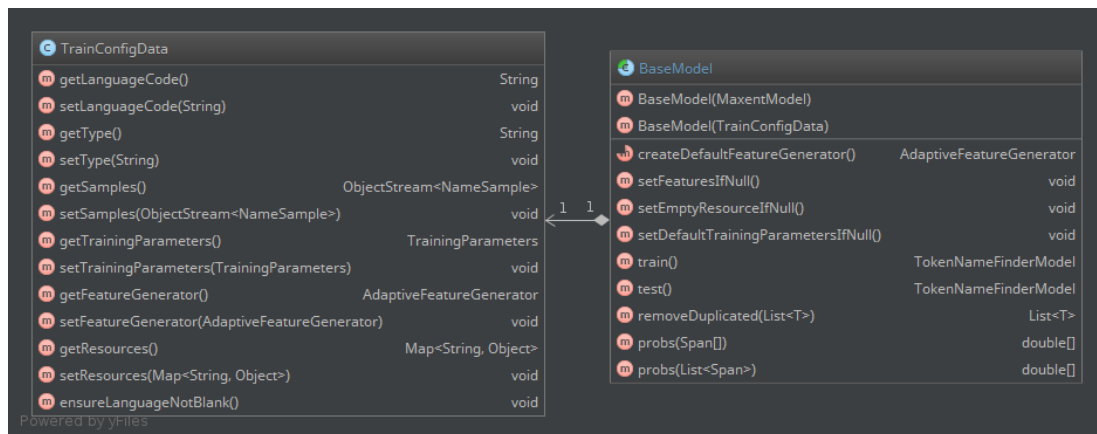 TrainConfigData
getLanguageCode() String
setLanguageCode(String) void
getType() String
setType(String) void
getSamples() ObjectStream<NameSample>
setSamples(ObjectStream<NameSample>) void
getTrainingParameters() TrainingParameters
setTrainingParameters(TrainingParameters) void
getFeatureGenerator() AdaptiveFeatureGenerator
setFeatureGenerator(AdaptiveFeatureGenerator) void
getResources() Map<String, Object>
setResources(Map<String, Object>) void
ensureLanguageNotBlank() void
Powered by yFiles
1 1
BaseModel
BaseModel(MaxentModel)
BaseModel(TrainConfigData)
createDefaultFeatureGenerator() AdaptiveFeatureGenerator
setFeaturesIfNull() void
setEmptyResourceIfNull() void
setDefaultTrainingParametersIfNull() void
train() TokenNameFinderModel
test() TokenNameFinderModel
removeDuplicated(List<T>) List<T>
probs(Span[]) double[]
probs(List<Span>) double[]